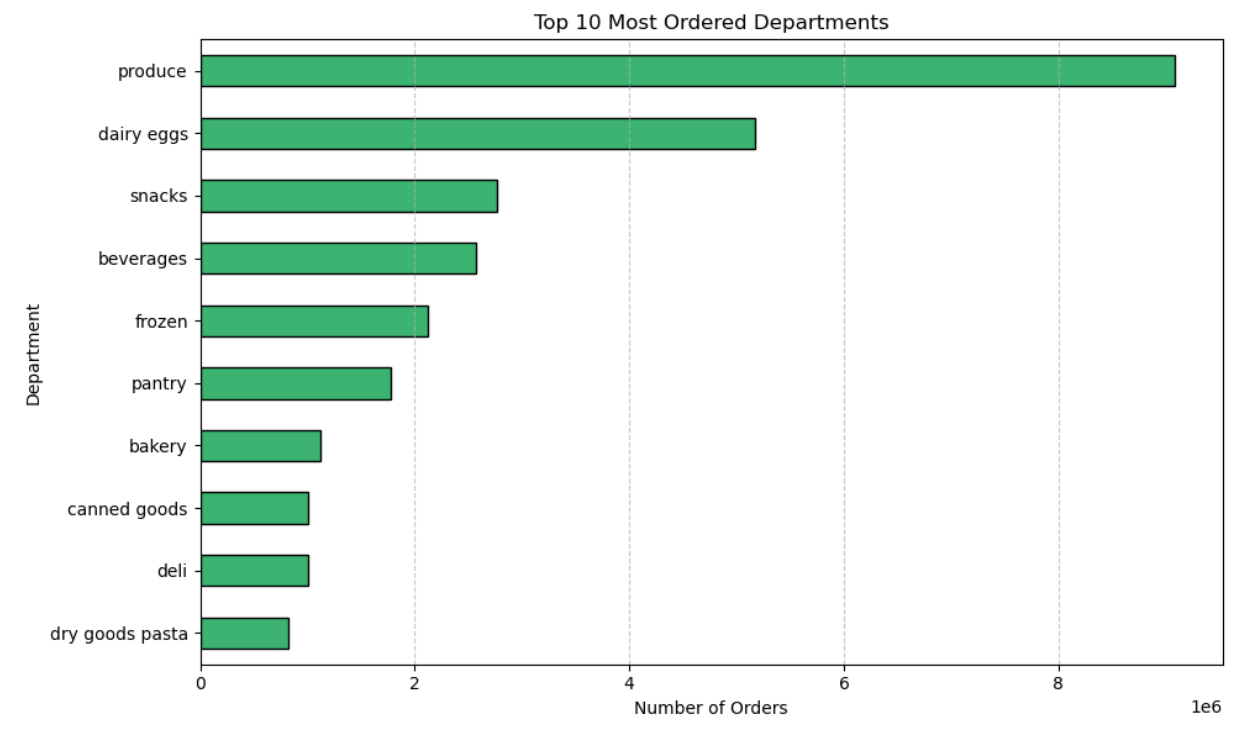 Top 10 Most Ordered Departments
produce
dairy eggs
snacks
beverages
frozen
pantry
bakery
canned goods
deli
dry goods pasta
Department
0 2 4 6 8
Number of Orders
1e6